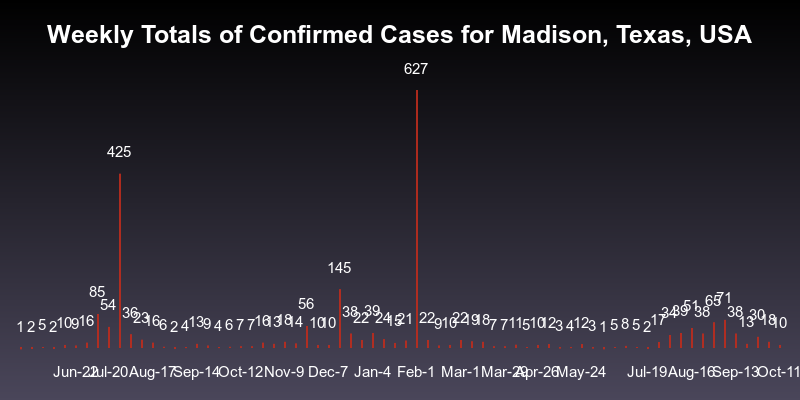 Weekly Totals of Confirmed Cases for Madison, Texas, USA
1 2 5 2 10 9 16 85 54 425 36 23 16 6 2 4 13 9 4 6 7 7 16 13 18 14 56 10 10 145 38 22 39 24 13 21 627 22 9 10 22 19 18 7 7 11 5 10 12 3 4 12 3 1 5 8 5 2 17 34 39 51 38 65 71 38 13 30 18 10
Jun-22 Jul-20 Aug-17 Sep-14 Oct-12 Nov-9 Dec-7 Jan-4 Feb-1 Mar-1 Mar-29 Apr-26 May-24 Jul-19 Aug-16 Sep-13 Oct-11